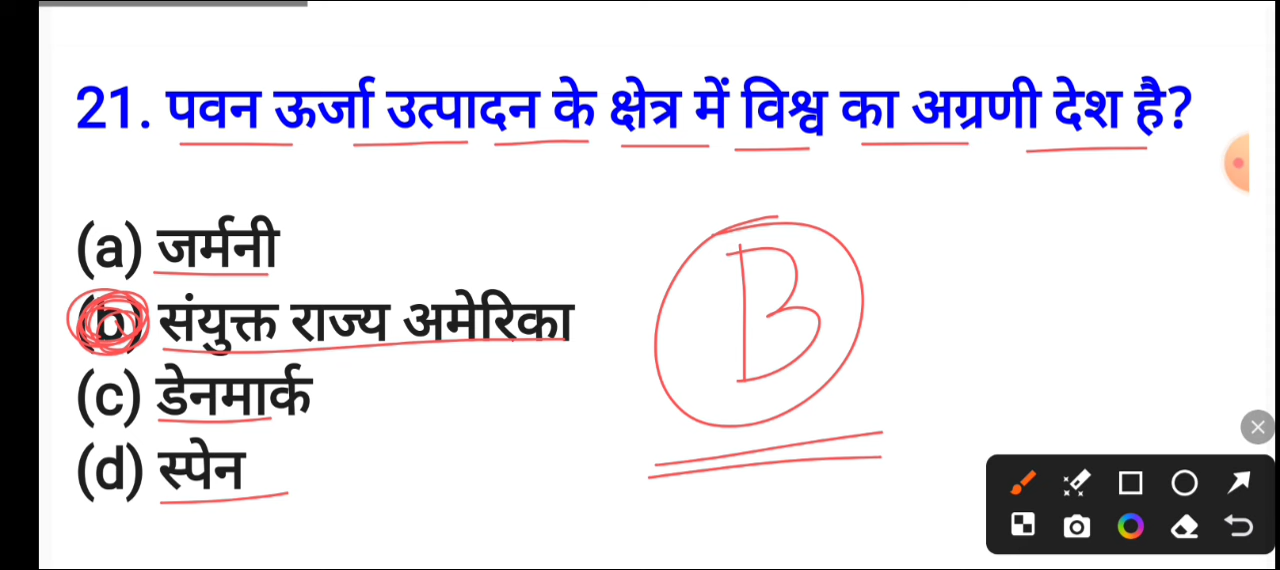 21. पवन ऊर्जा उत्पादन के क्षेत्र में विश्व का अग्रणी देश है?
(a) जर्मनी
(b) संयुक्त राज्य अमेरिका
B
(c) डेनमार्क
(d) स्पेन